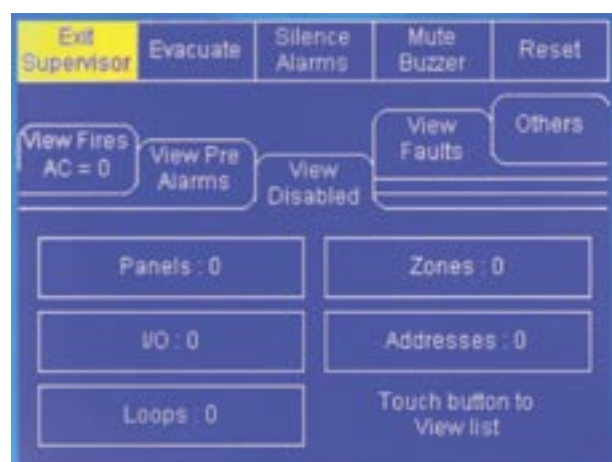 Exit
Supervisor
Evacuate
Silence
Alarms
Mute
Buzzer
Reset
View Fires
AC = 0
View Pre
Alarms
View
Disabled
View
Faults
Others
Panels : 0
Zones : 0
I/O : 0
Addresses : 0
Loops : 0
Touch button to
View list